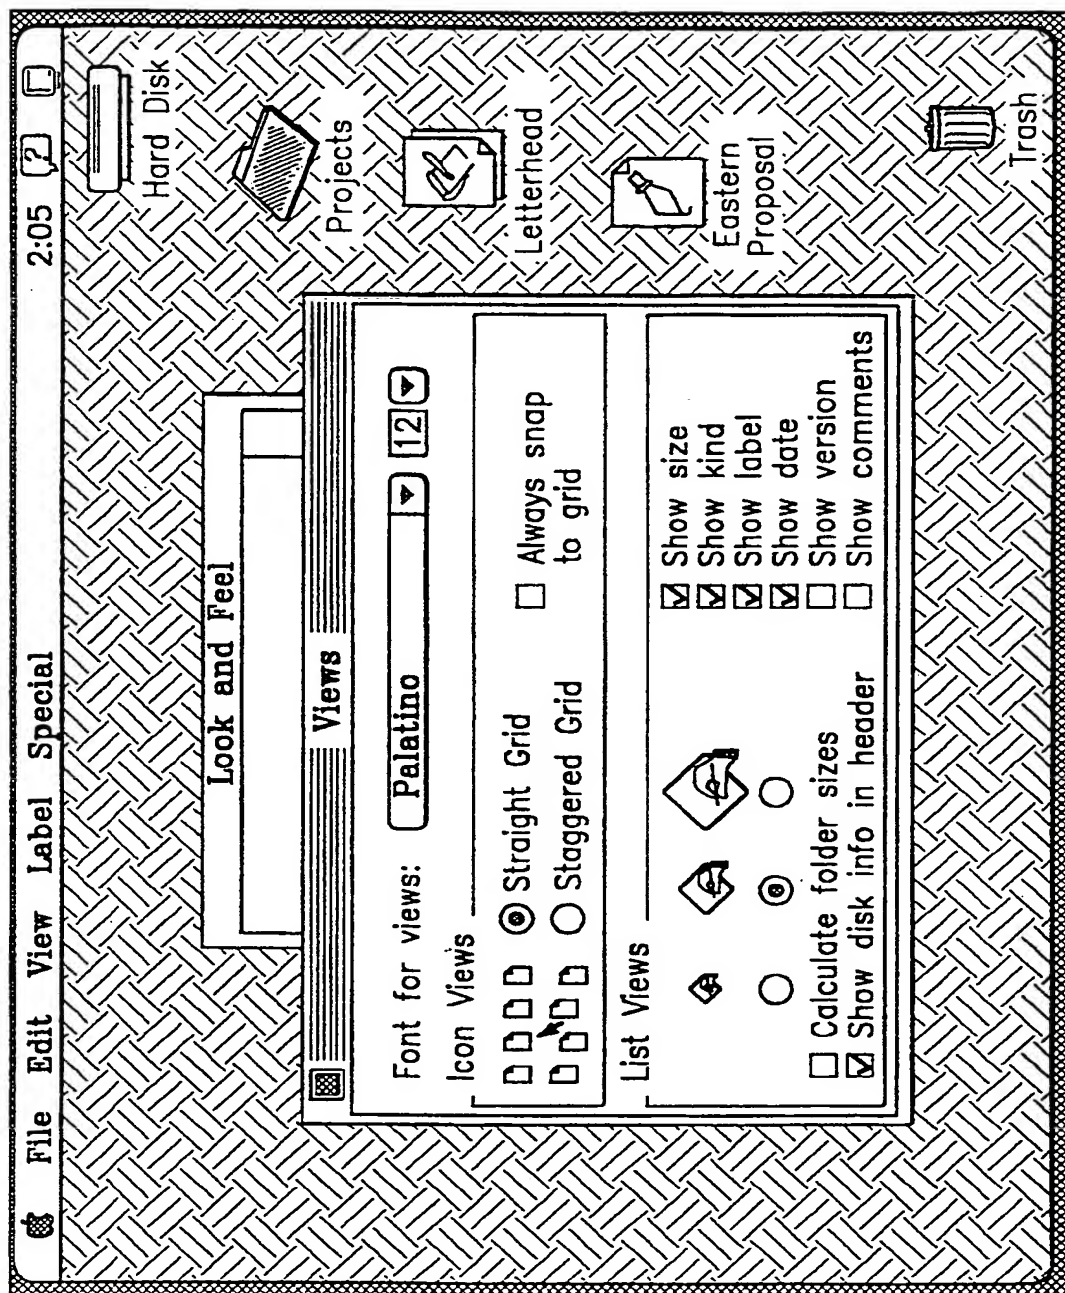 File Edit View Label Special 2:05 ?
Hard Disk
Projects
Letterhead
Eastern
Proposal
Trash
Look and Feel
Views
Font for views: Palatino 12
Icon Views
Straight Grid
Staggered Grid
Always snap
to grid
List Views
Calculate folder sizes
Show disk info in header
Show size
Show kind
Show label
Show date
Show version
Show comments